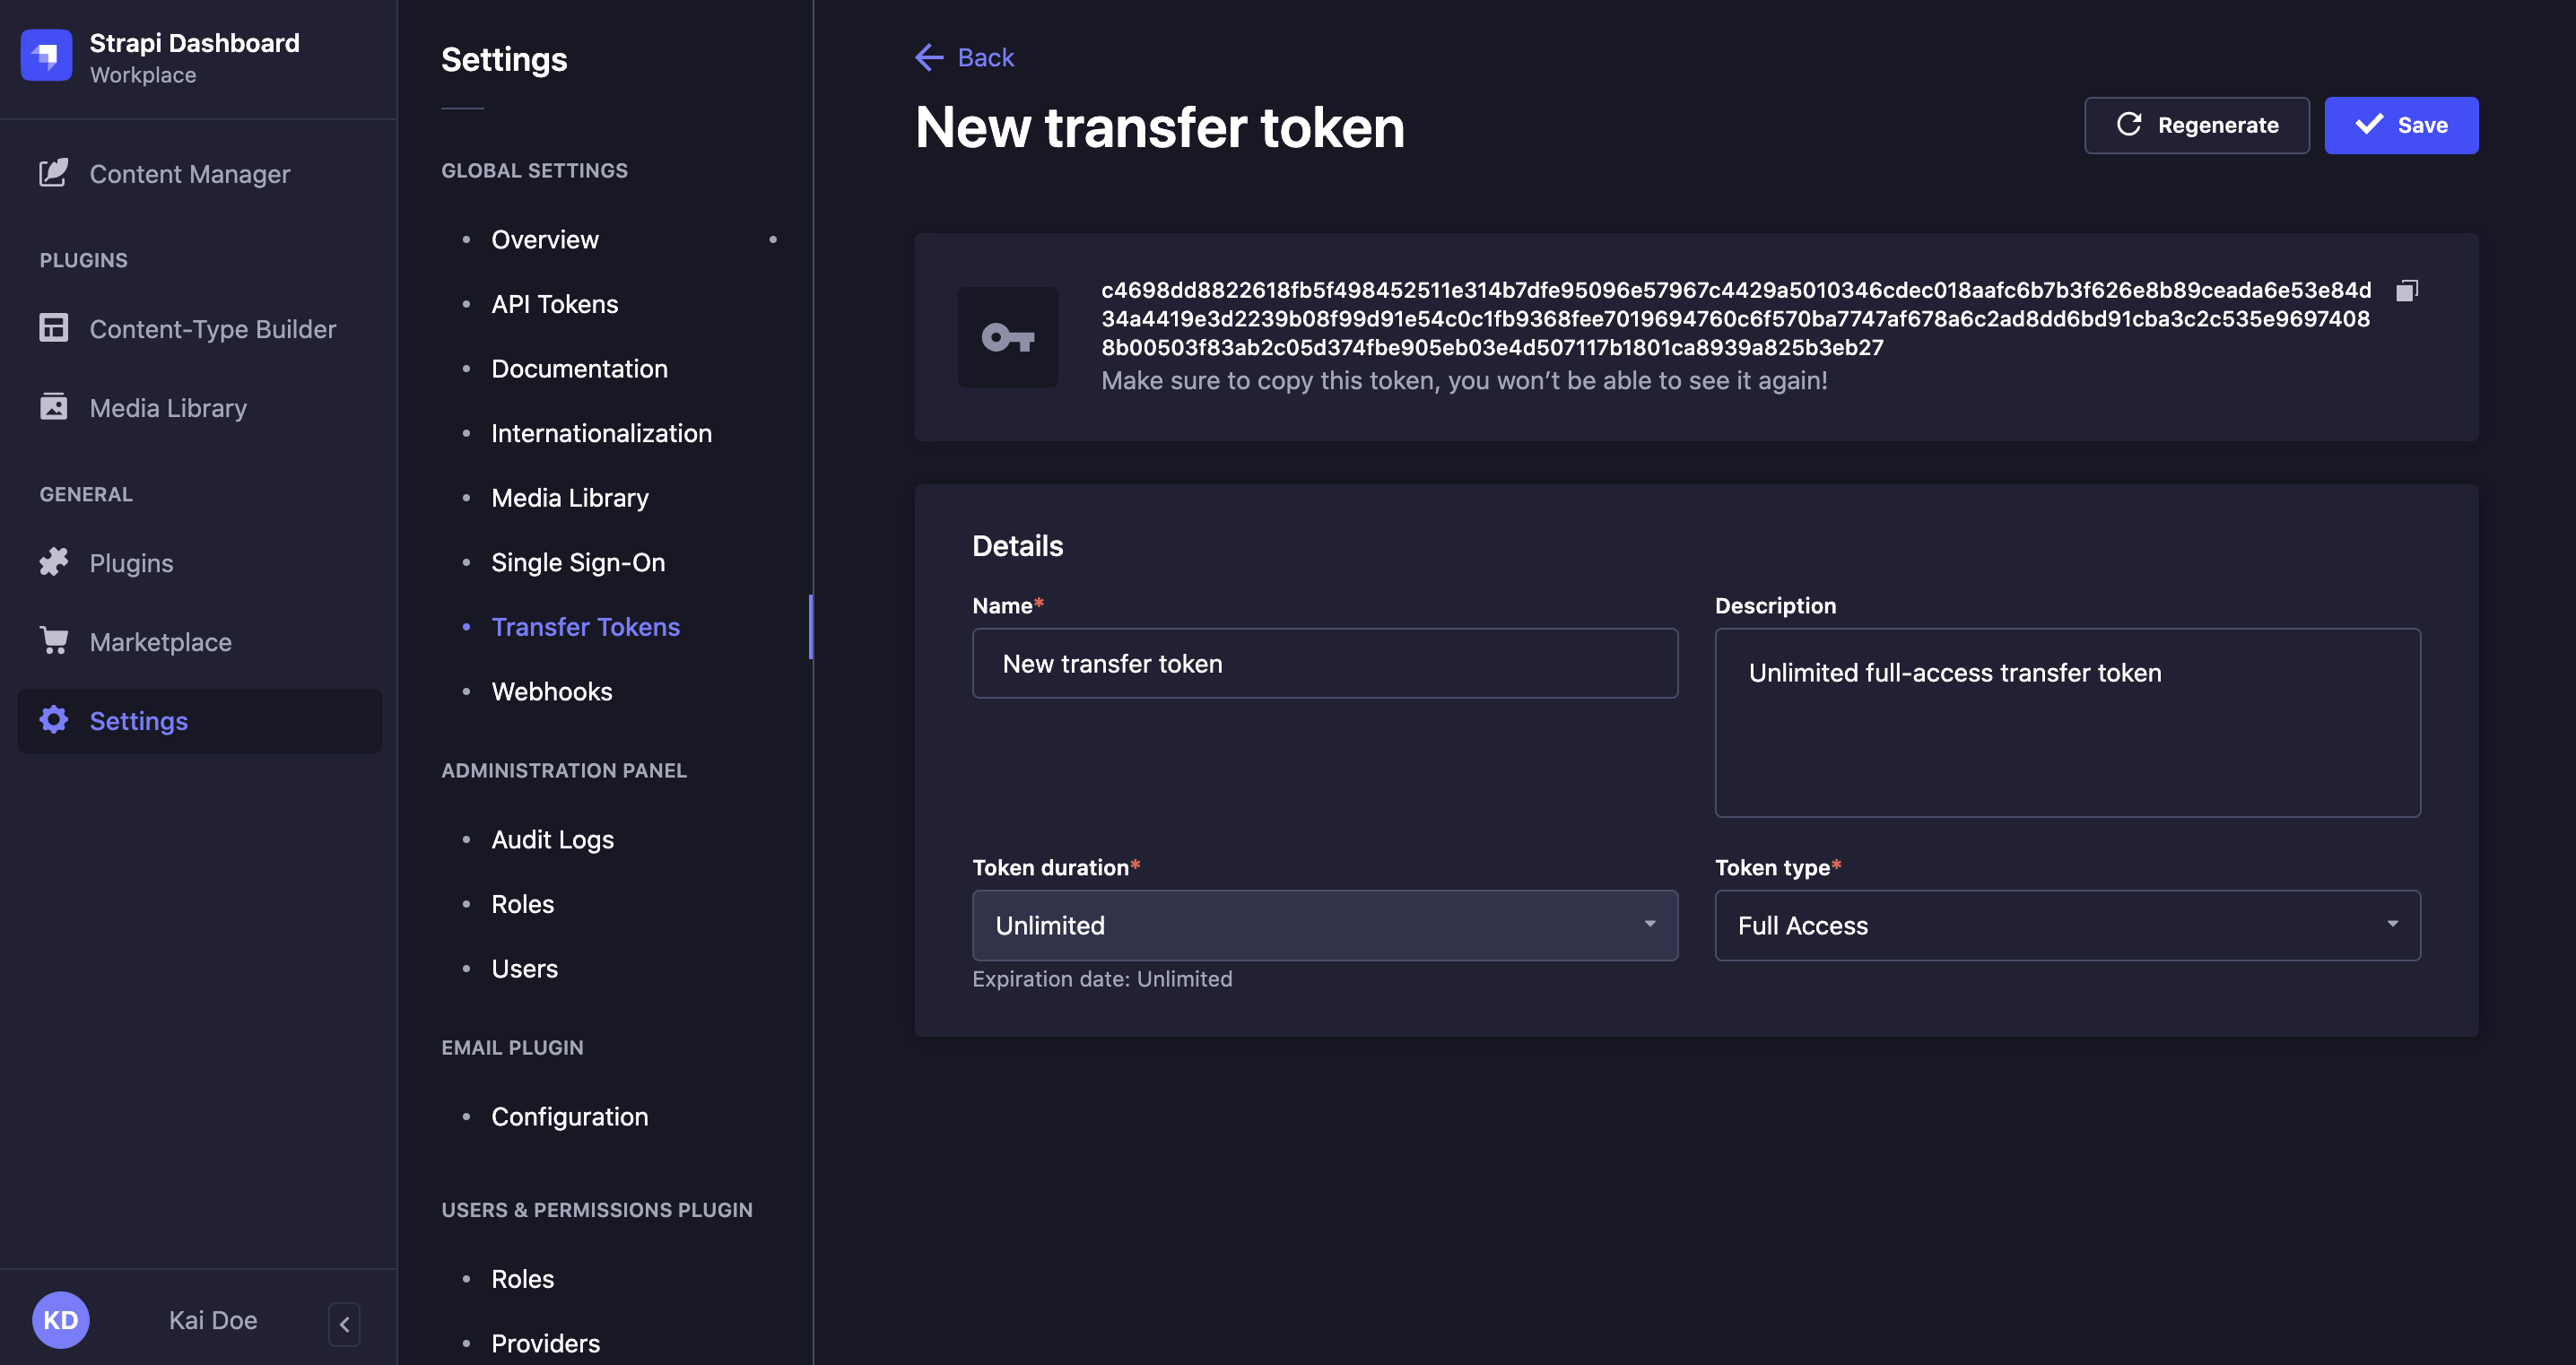 Strapi Dashboard
Workplace
Content Manager
PLUGINS
Content-Type Builder
Media Library
GENERAL
Plugins
Marketplace
Settings
KD
Kai Doe
Settings
GLOBAL SETTINGS
Overview
API Tokens
Documentation
Internationalization
Media Library
Single Sign-On
Transfer Tokens
Webhooks
ADMINISTRATION PANEL
Audit Logs
Roles
Users
EMAIL PLUGIN
Configuration
USERS & PERMISSIONS PLUGIN
Roles
Providers
Back
New transfer token
Regenerate
Save
c4698dd8822618fb5f498452511e314b7dfe95096e57967c4429a5010346cdec018aafc6b7b3f626e8b89ceada6e53e84d
34a4419e3d2239b08f99d91e54c0c1fb9368fee7019694760c6f570ba7747af678a6c2ad8dd6bd91cba3c2c535e9697408
8b00503f83ab2c05d374fbe905eb03e4d507117b1801ca8939a825b3eb27
Make sure to copy this token, you won’t be able to see it again!
Details
Name*
New transfer token
Description
Unlimited full-access transfer token
Token duration*
Unlimited
Expiration date: Unlimited
Token type*
Full Access